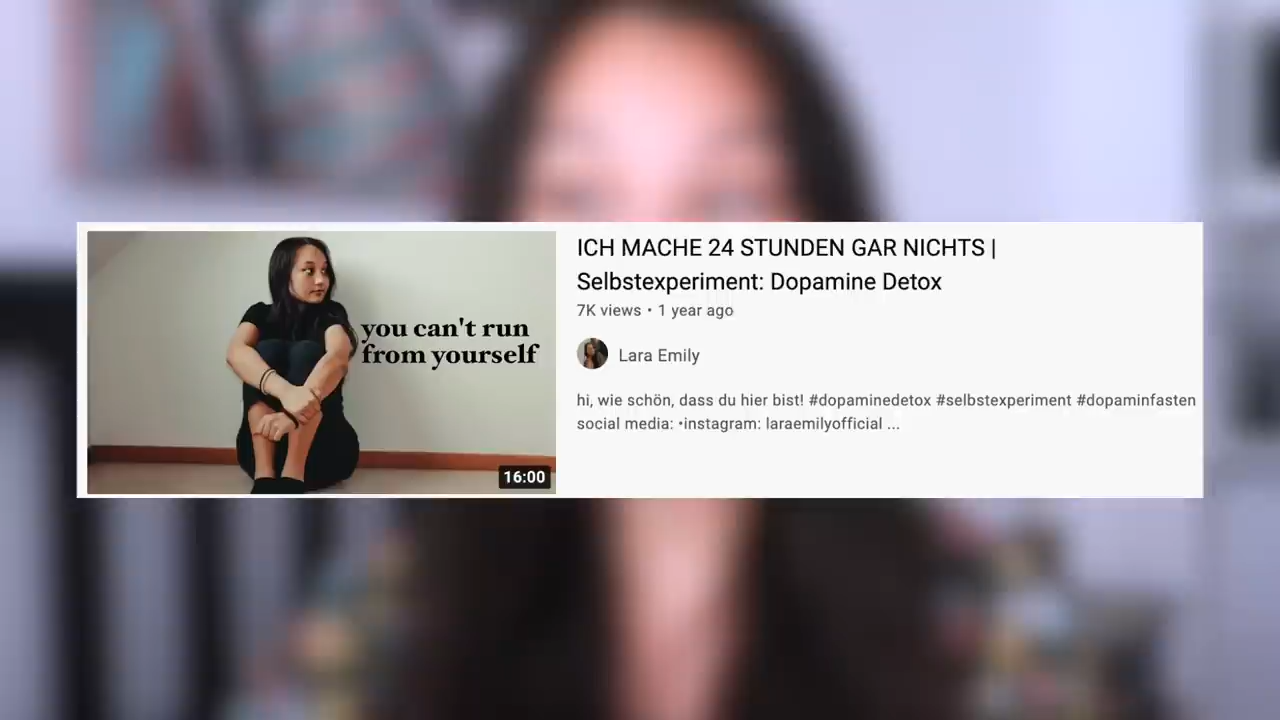 you can't run
from yourself
16:00
ICH MACHE 24 STUNDEN GAR NICHTS |
Selbstexperiment: Dopamine Detox
7K views • 1 year ago
Lara Emily
hi, wie schön, dass du hier bist! #dopaminedetox #selbstexperiment #dopaminfasten
social media: •instagram: laraemilyofficial ...